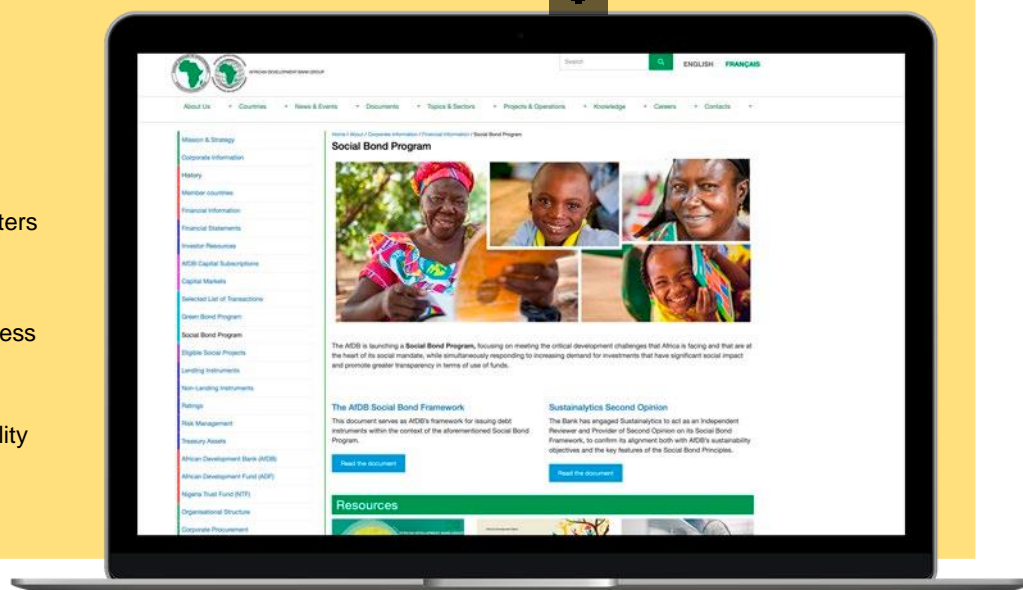 ters
ess
lity
AFRICAN DEVELOPMENT BANK GROUP
Search
ENGLISH FRANÇAIS
About Us Countries News & Events Documents Topics & Sectors Projects & Operations Knowledge Careers Contacts
Mission & Strategy
Corporate Information
History
Member countries
Financial Information
Financial Statements
Investor Resources
AfDB Capital Subscriptions
Capital Markets
Selected List of Transactions
Green Bond Program
Social Bond Program
Eligible Social Projects
Lending Instruments
Non-Lending Instruments
Ratings
Risk Management
Treasury Assets
African Development Bank (AfDB)
African Development Fund (ADF)
Nigeria Trust Fund (NTF)
Organisational Structure
Corporate Procurement
Home / About / Corporate Information / Financial Information / Social Bond Program
Social Bond Program
The AfDB is launching a Social Bond Program, focusing on meeting the critical development challenges that Africa is facing and that are at
the heart of its social mandate, while simultaneously responding to increasing demand for investments that have significant social impact
and promote greater transparency in terms of use of funds.
The AfDB Social Bond Framework
This document serves as AfDB's framework for issuing debt
instruments within the context of the aforementioned Social Bond
Program.
Read the document
Sustainalytics Second Opinion
The Bank has engaged Sustainalytics to act as an Independent
Reviewer and Provider of Second Opinion on its Social Bond
Framework, to confirm its alignment both with AfDB's sustainability
objectives and the key features of the Social Bond Principles.
Read the document
Resources